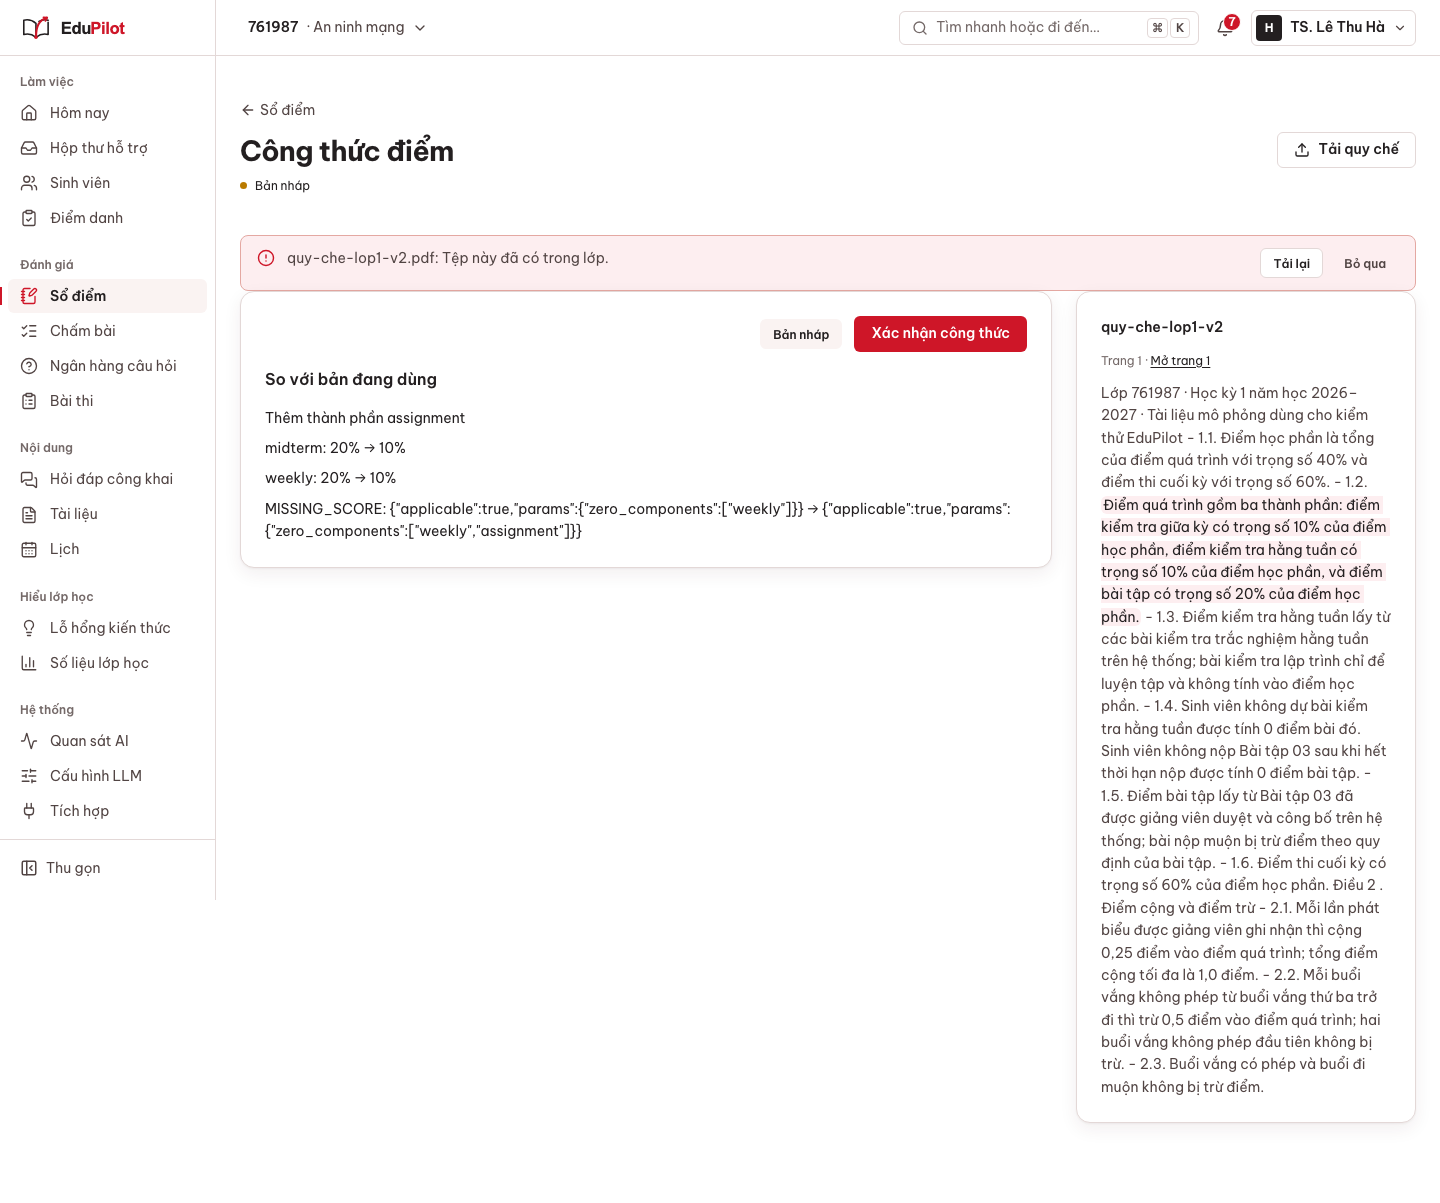 EduPilot
761987 · An ninh mạng
Tìm nhanh hoặc đi đến...
⌘ K
7
H
TS. Lê Thu Hà
Làm việc
Hôm nay
Hộp thư hỗ trợ
Sinh viên
Điểm danh
Đánh giá
Sổ điểm
Chấm bài
Ngân hàng câu hỏi
Bài thi
Nội dung
Hỏi đáp công khai
Tài liệu
Lịch
Hiểu lớp học
Lỗ hổng kiến thức
Số liệu lớp học
Hệ thống
Quan sát AI
Cấu hình LLM
Tích hợp
Thu gọn
← Sổ điểm
Công thức điểm
Bản nháp
Tải quy chế
quy-che-lop1-v2.pdf: Tệp này đã có trong lớp.
Tải lại
Bỏ qua
Bản nháp
Xác nhận công thức
So với bản đang dùng
Thêm thành phần assignment
midterm: 20% → 10%
weekly: 20% → 10%
MISSING_SCORE: {"applicable":true,"params":{"zero_components":["weekly"]}} → {"applicable":true,"params":
{"zero_components":["weekly","assignment"]}}
quy-che-lop1-v2
Trang 1 · Mở trang 1
Lớp 761987 · Học kỳ 1 năm học 2026–
2027 · Tài liệu mô phỏng dùng cho kiểm
thử EduPilot - 1.1. Điểm học phần là tổng
của điểm quá trình với trọng số 40% và
điểm thi cuối kỳ với trọng số 60%. - 1.2.
Điểm quá trình gồm ba thành phần: điểm
kiểm tra giữa kỳ có trọng số 10% của điểm
học phần, điểm kiểm tra hằng tuần có
trọng số 10% của điểm học phần, và điểm
bài tập có trọng số 20% của điểm học
phần. - 1.3. Điểm kiểm tra hằng tuần lấy từ
các bài kiểm tra trắc nghiệm hằng tuần
trên hệ thống; bài kiểm tra lập trình chỉ để
luyện tập và không tính vào điểm học
phần. - 1.4. Sinh viên không dự bài kiểm
tra hằng tuần được tính 0 điểm bài đó.
Sinh viên không nộp Bài tập 03 sau khi hết
thời hạn nộp được tính 0 điểm bài tập. -
1.5. Điểm bài tập lấy từ Bài tập 03 đã
được giảng viên duyệt và công bố trên hệ
thống; bài nộp muộn bị trừ điểm theo quy
định của bài tập. - 1.6. Điểm thi cuối kỳ có
trọng số 60% của điểm học phần. Điều 2 .
Điểm cộng và điểm trừ - 2.1. Mỗi lần phát
biểu được giảng viên ghi nhận thì cộng
0,25 điểm vào điểm quá trình; tổng điểm
cộng tối đa là 1,0 điểm. - 2.2. Mỗi buổi
vắng không phép từ buổi vắng thứ ba trở
đi thì trừ 0,5 điểm vào điểm quá trình; hai
buổi vắng không phép đầu tiên không bị
trừ. - 2.3. Buổi vắng có phép và buổi đi
muộn không bị trừ điểm.